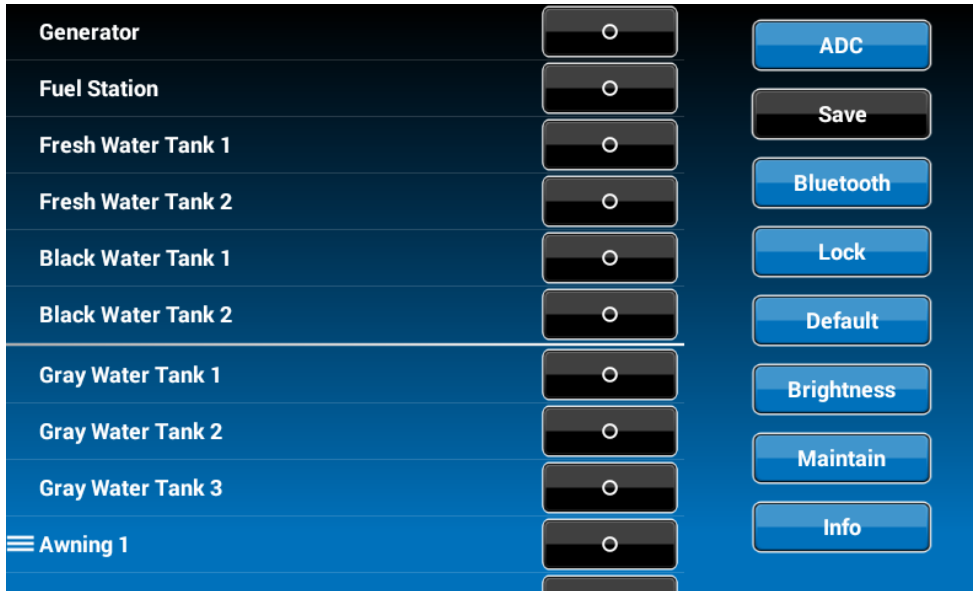 Generator
Fuel Station
Fresh Water Tank 1
Fresh Water Tank 2
Black Water Tank 1
Black Water Tank 2
Gray Water Tank 1
Gray Water Tank 2
Gray Water Tank 3
Awning 1
ADC
Save
Bluetooth
Lock
Default
Brightness
Maintain
Info